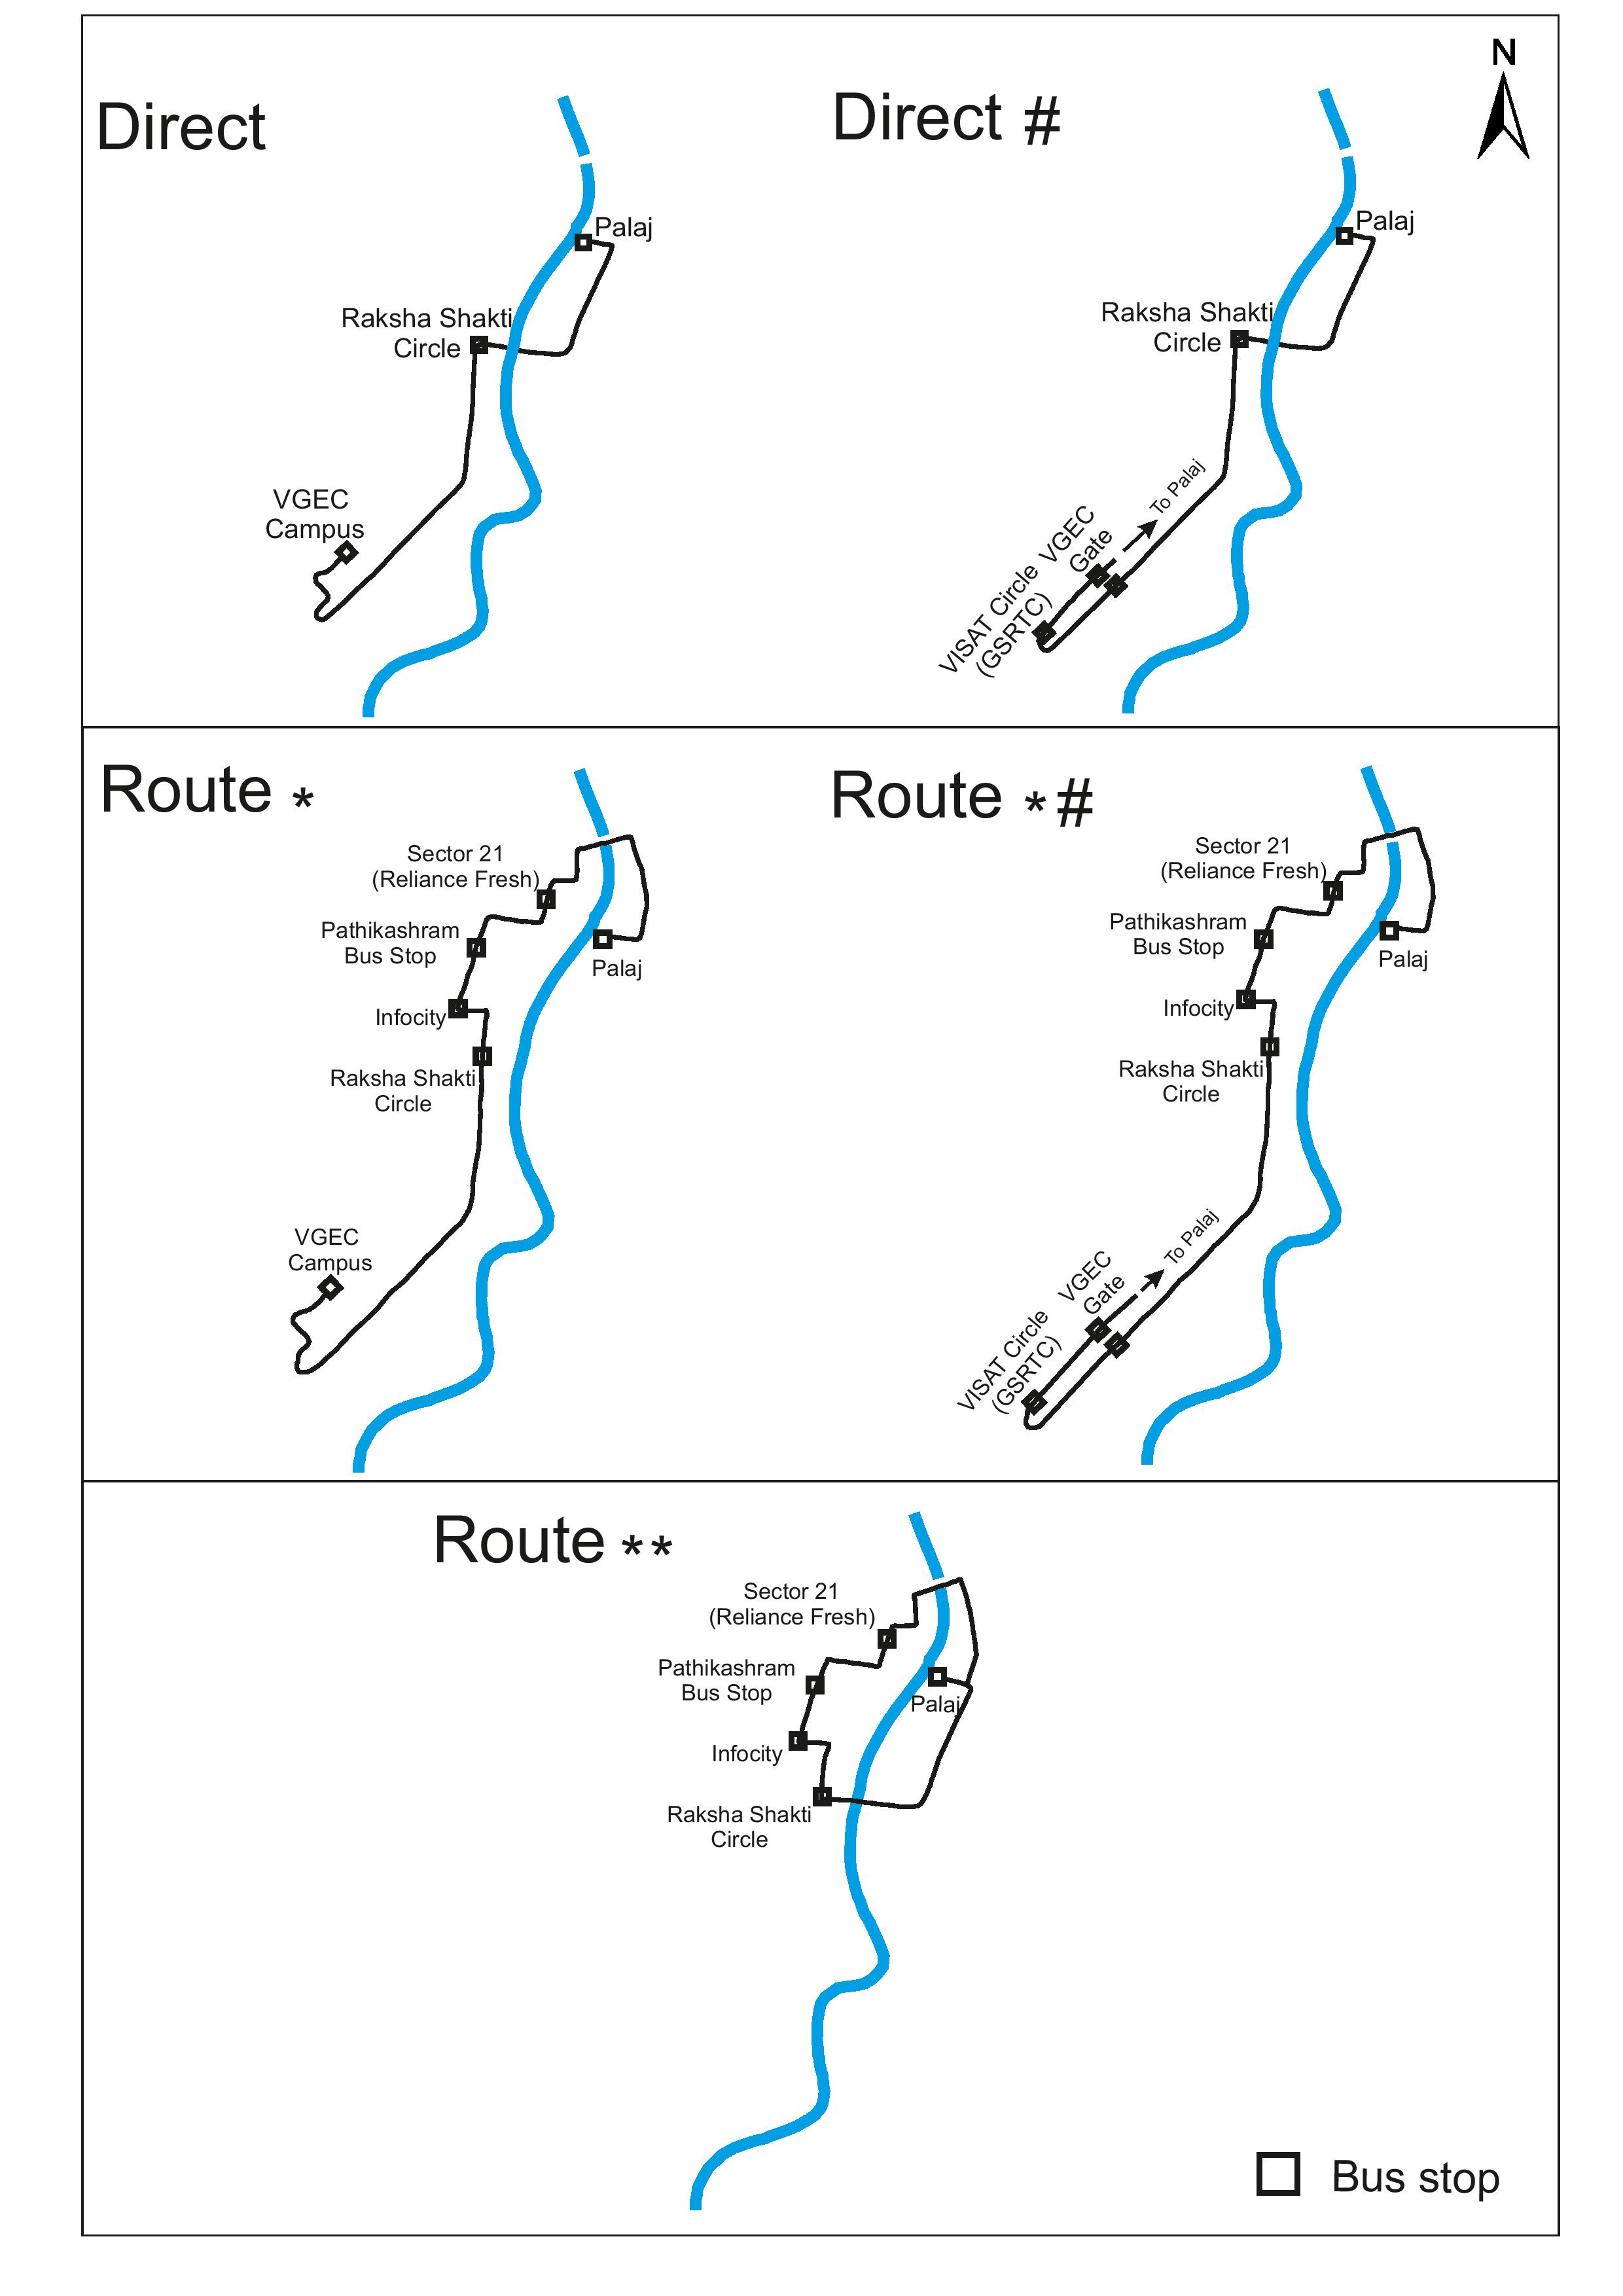 N
Direct
Palaj
Raksha Shakti
Circle
VGEC
Campus
Direct #
Palaj
Raksha Shakti
Circle
To Palaj
VGEC
Gate
VISAT Circle
(GSRTC)
Route *
Sector 21
(Reliance Fresh)
Pathikashram
Bus Stop
Palaj
Infocity
Raksha Shakti
Circle
VGEC
Campus
Route *#
Sector 21
(Reliance Fresh)
Pathikashram
Bus Stop
Palaj
Infocity
Raksha Shakti
Circle
To Palaj
VGEC
Gate
VISAT Circle
(GSRTC)
Route **
Sector 21
(Reliance Fresh)
Pathikashram
Bus Stop
Palaj
Infocity
Raksha Shakti
Circle
Bus stop